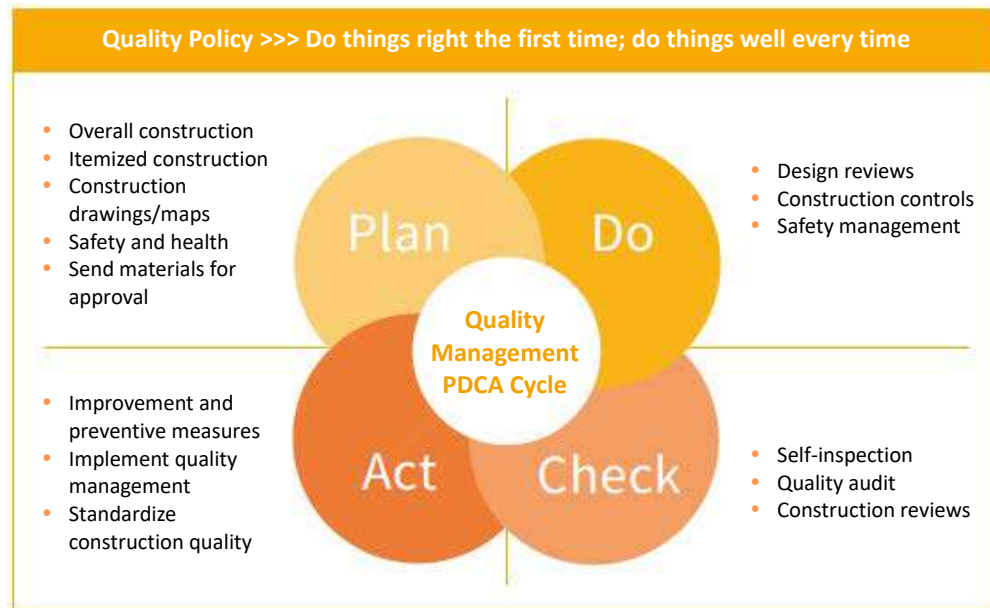 Quality Policy >>> Do things right the first time; do things well every time
• Overall construction
• Itemized construction
• Construction
drawings/maps
• Safety and health
• Send materials for
approval
Plan
Do
• Design reviews
• Construction controls
• Safety management
Quality
Management
PDCA Cycle
• Improvement and
preventive measures
• Implement quality
management
• Standardize
construction quality
Act
Check
• Self-inspection
• Quality audit
• Construction reviews